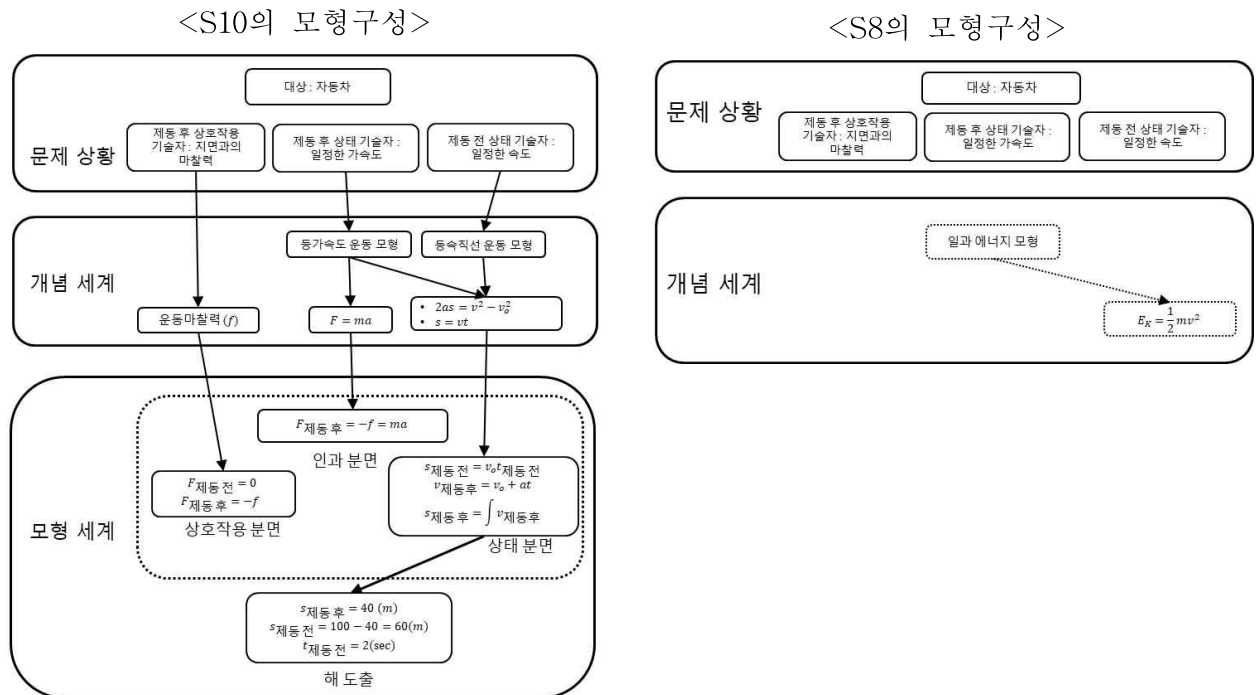 <S10의 모형구성>
문제 상황
대상 : 자동차
제동 후 상호작용
기술자 : 지면과의
마찰력
제동 후 상태 기술자 :
일정한 가속도
제동 전 상태 기술자 :
일정한 속도
개념 세계
등가속도 운동 모형
등속직선 운동 모형
운동마찰력(f)
F = ma
• 2as = v² − v₀²
• s = vt
모형 세계
F제동후 = −f = ma
인과 분면
F제동전 = 0
F제동후 = −f
상호작용 분면
s제동전 = v₀t제동전
v제동후 = v₀ + at
s제동후 = ∫ v제동후
상태 분면
s제동후 = 40 (m)
s제동전 = 100 − 40 = 60(m)
t제동전 = 2(sec)
해 도출
<S8의 모형구성>
문제 상황
대상 : 자동차
제동 후 상호작용
기술자 : 지면과의
마찰력
제동 후 상태 기술자 :
일정한 가속도
제동 전 상태 기술자 :
일정한 속도
개념 세계
일과 에너지 모형
E_K = ½mv²